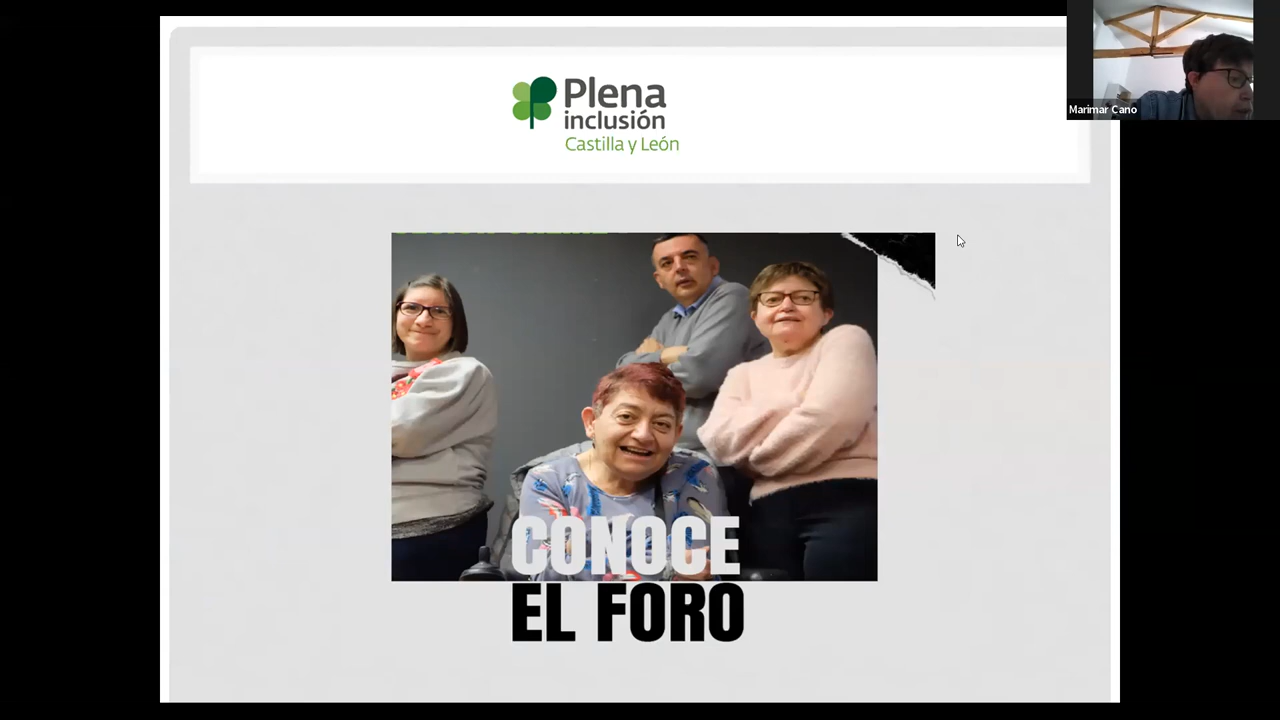 Plena
inclusión
Castilla y León
Marimar Cano
CONOCE
EL FORO